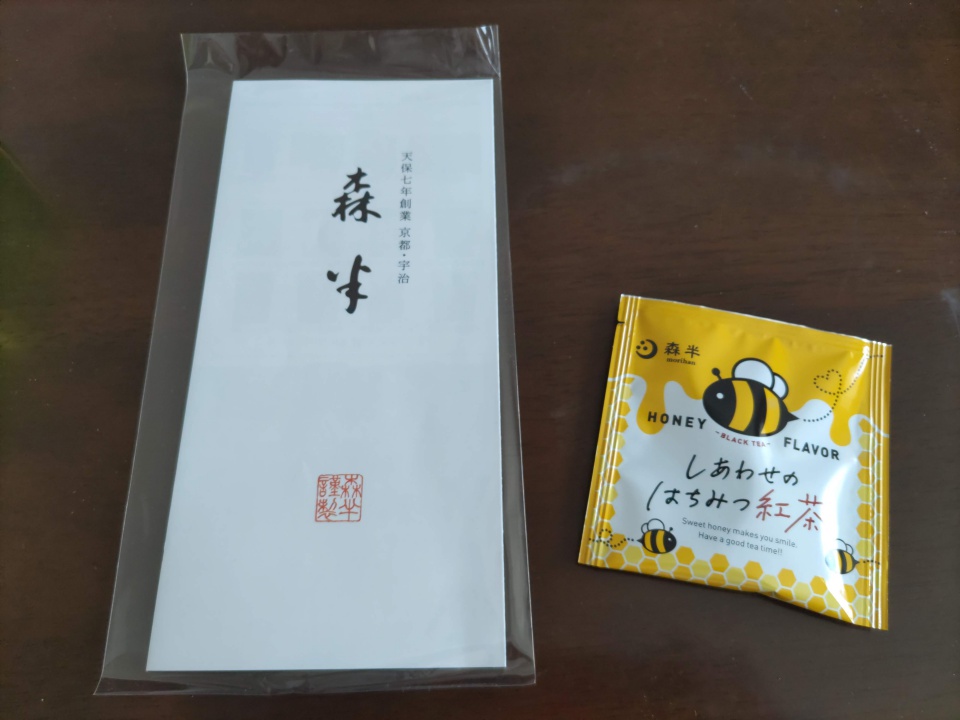 天保七年創業 京都・宇治
森半
森半
謹製
森半
morihan
HONEY
-BLACK TEA-
FLAVOR
しあわせの
はちみつ紅茶
Sweet honey makes you smile.
Have a good tea time!!